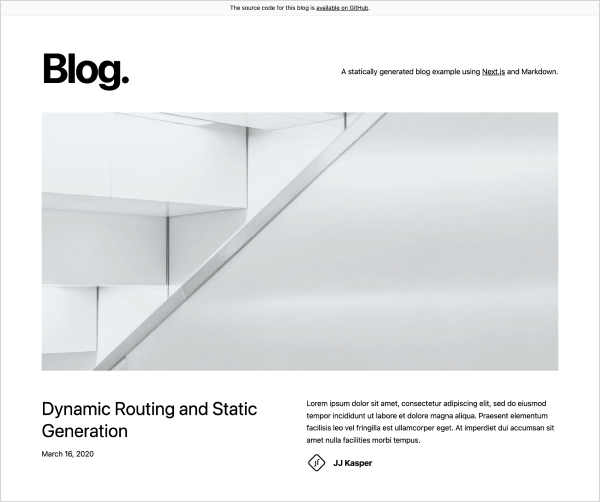 The source code for this blog is available on GitHub.
Blog.
A statically generated blog example using Next.js and Markdown.
Dynamic Routing and Static
Generation
March 16, 2020
Lorem ipsum dolor sit amet, consectetur adipiscing elit, sed do eiusmod
tempor incididunt ut labore et dolore magna aliqua. Praesent elementum
facilisis leo vel fringilla est ullamcorper eget. At imperdiet dui accumsan sit
amet nulla facilities morbi tempus.
JJ Kasper